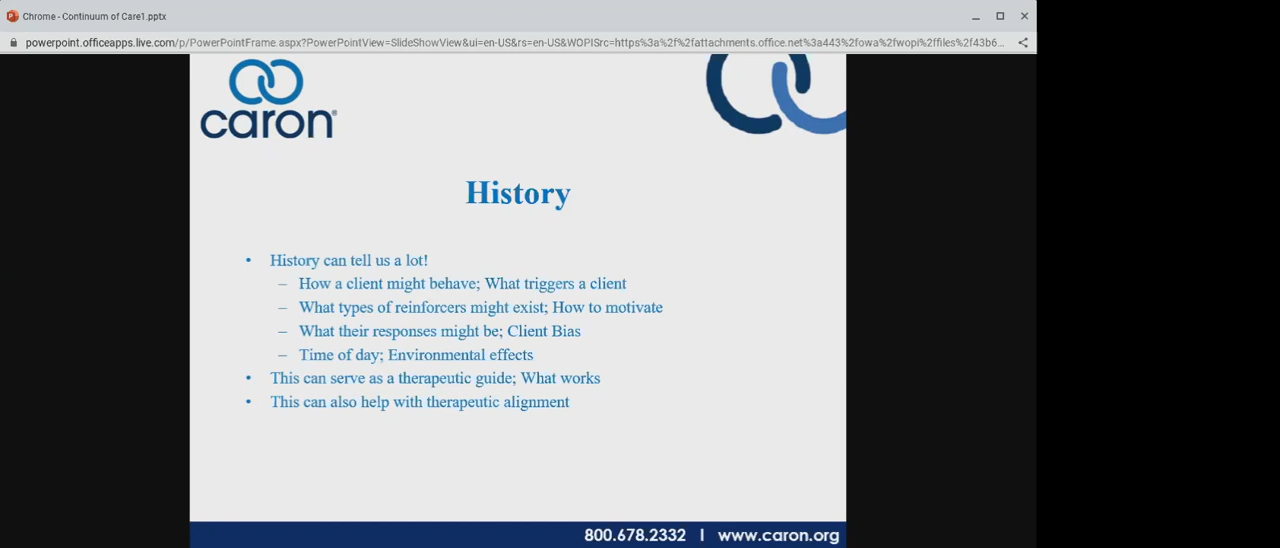 Chrome - Continuum of Care1.pptx
powerpoint.officeapps.live.com/p/PowerPointFrame.aspx?PowerPointView=SlideShowView&ui=en-US&rs=en-US&WOPISrc=https%3a%2f%2fattachments.office.net%3a443%2fowa%2fwopi%2ffiles%2f43b6...
caron®
History
• History can tell us a lot!
– How a client might behave; What triggers a client
– What types of reinforcers might exist; How to motivate
– What their responses might be; Client Bias
– Time of day; Environmental effects
• This can serve as a therapeutic guide; What works
• This can also help with therapeutic alignment
800.678.2332 | www.caron.org